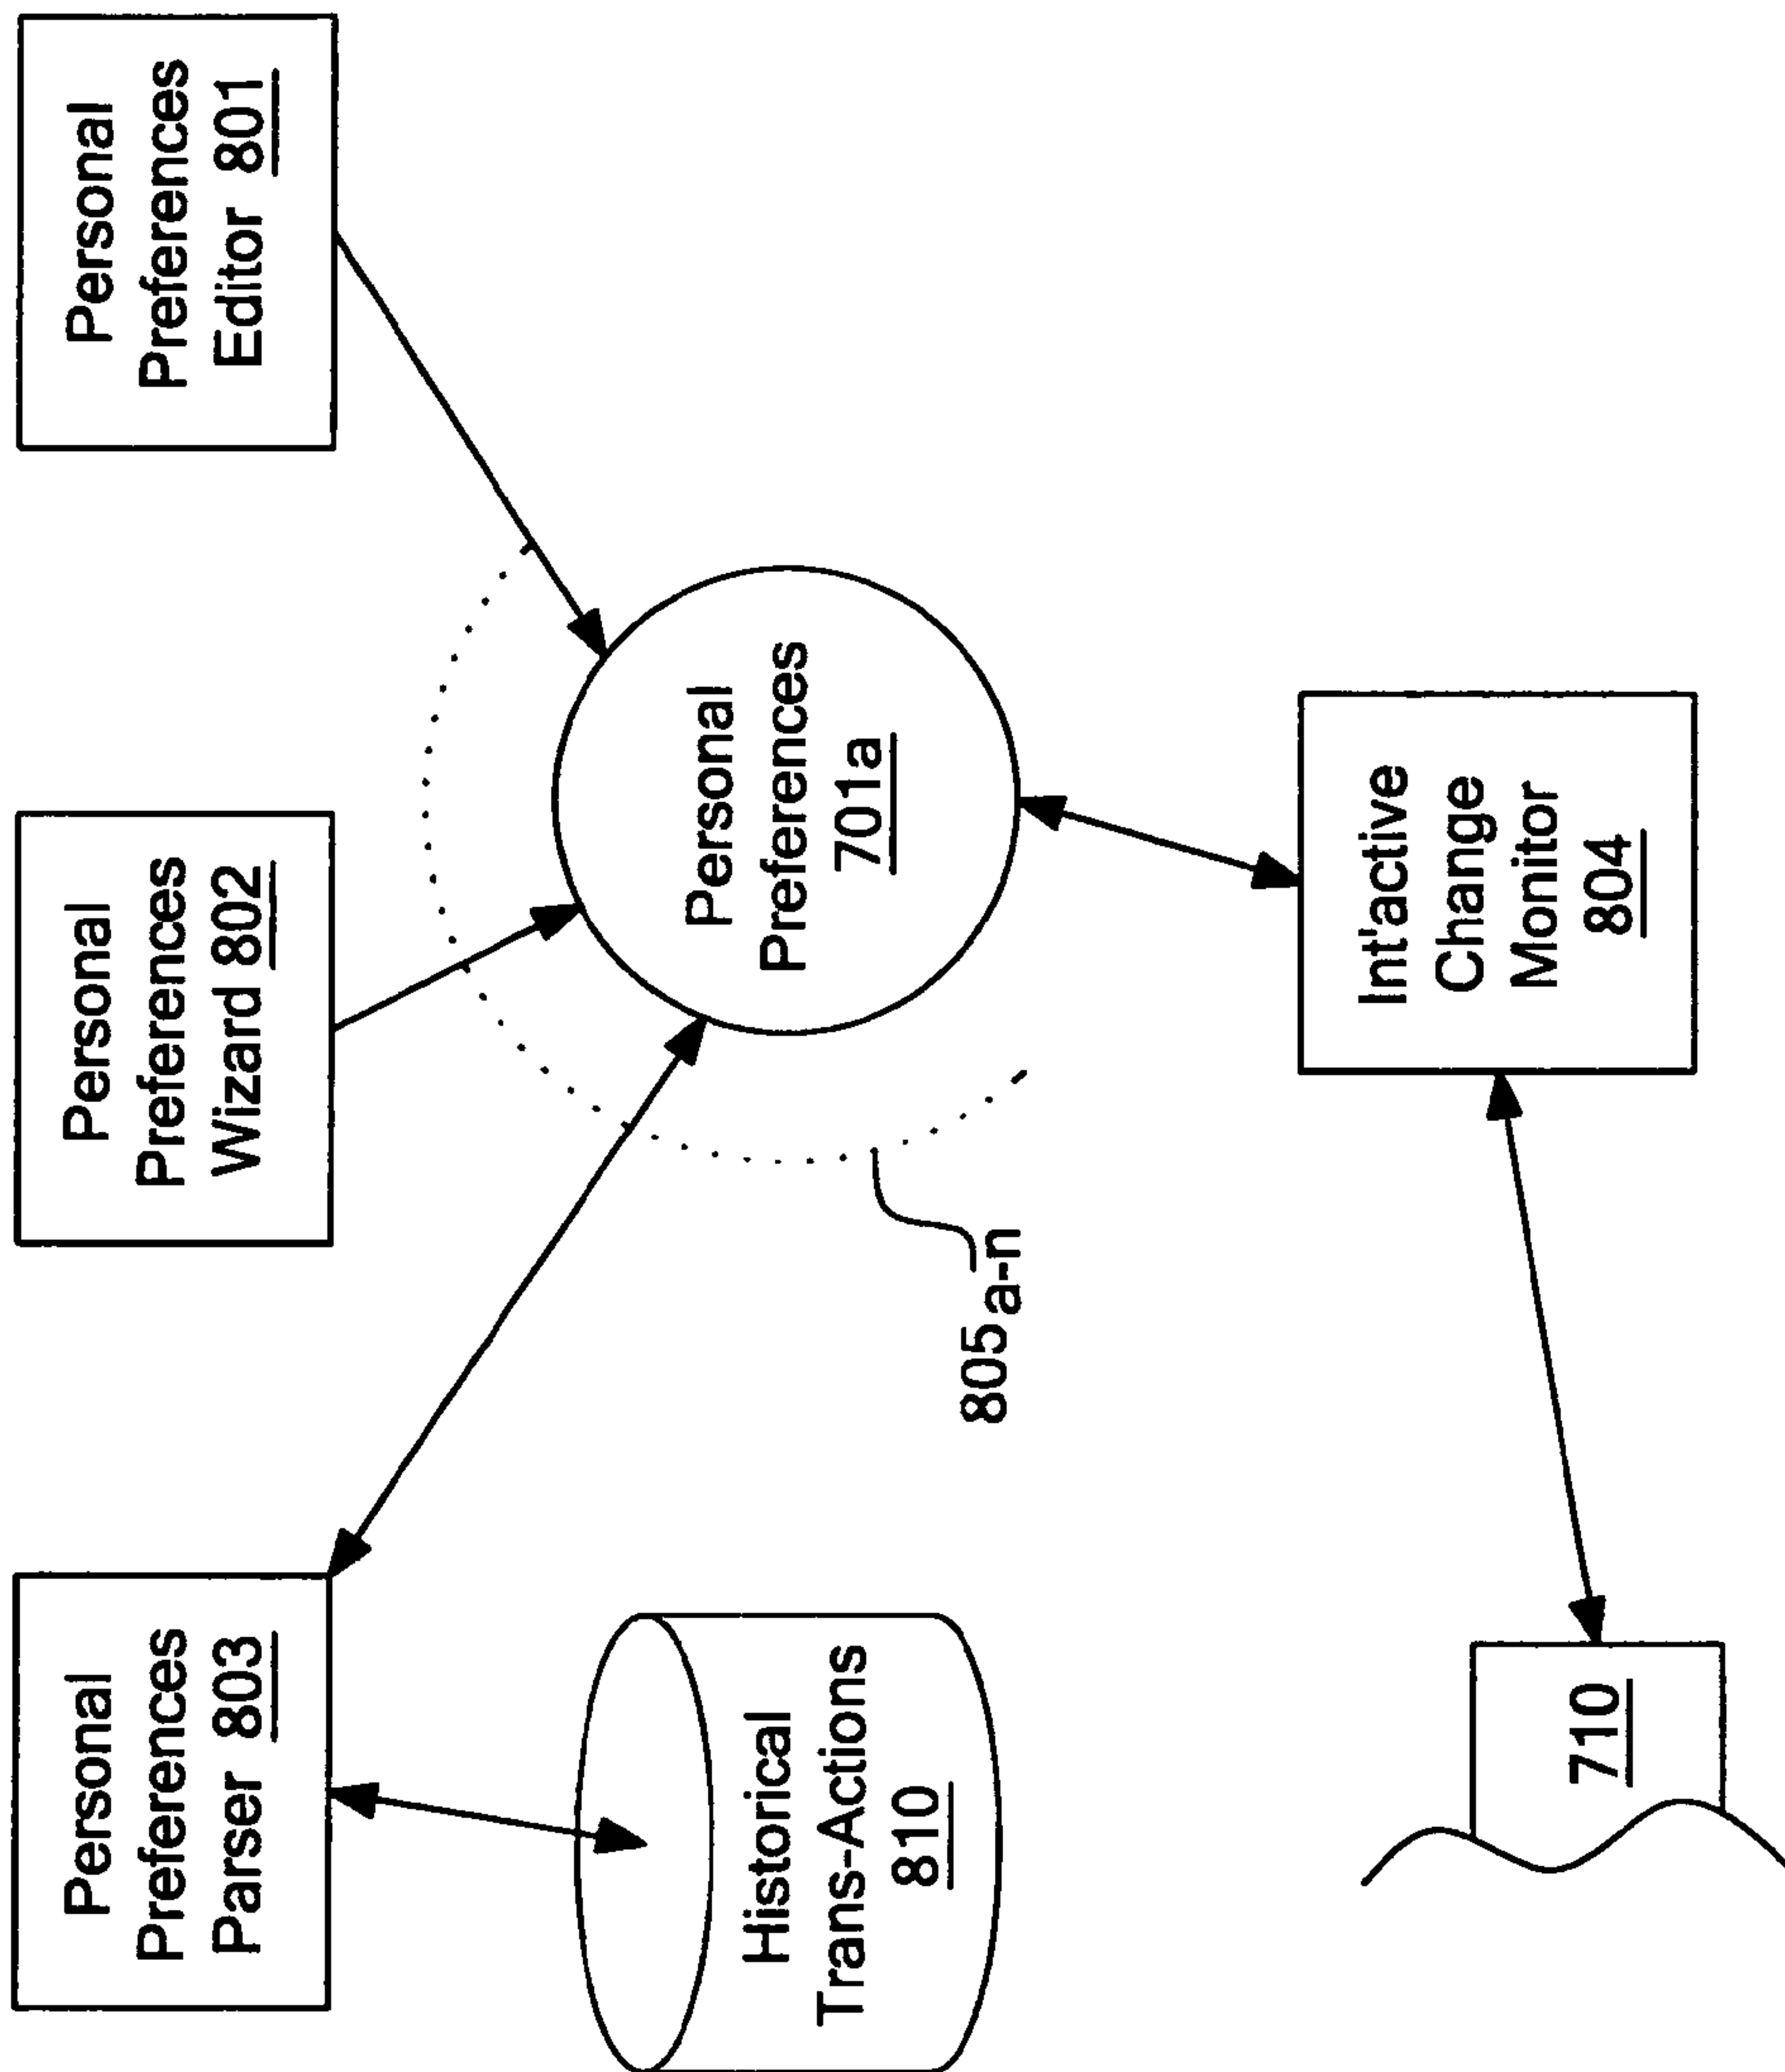 Personal
Preferences
Parser 803
Personal
Preferences
Wizard 802
Personal
Preferences
Editor 801
Historical
Trans-Actions
810
Personal
Preferences
701a
805a-n
710
Int'active
Change
Monitor
804